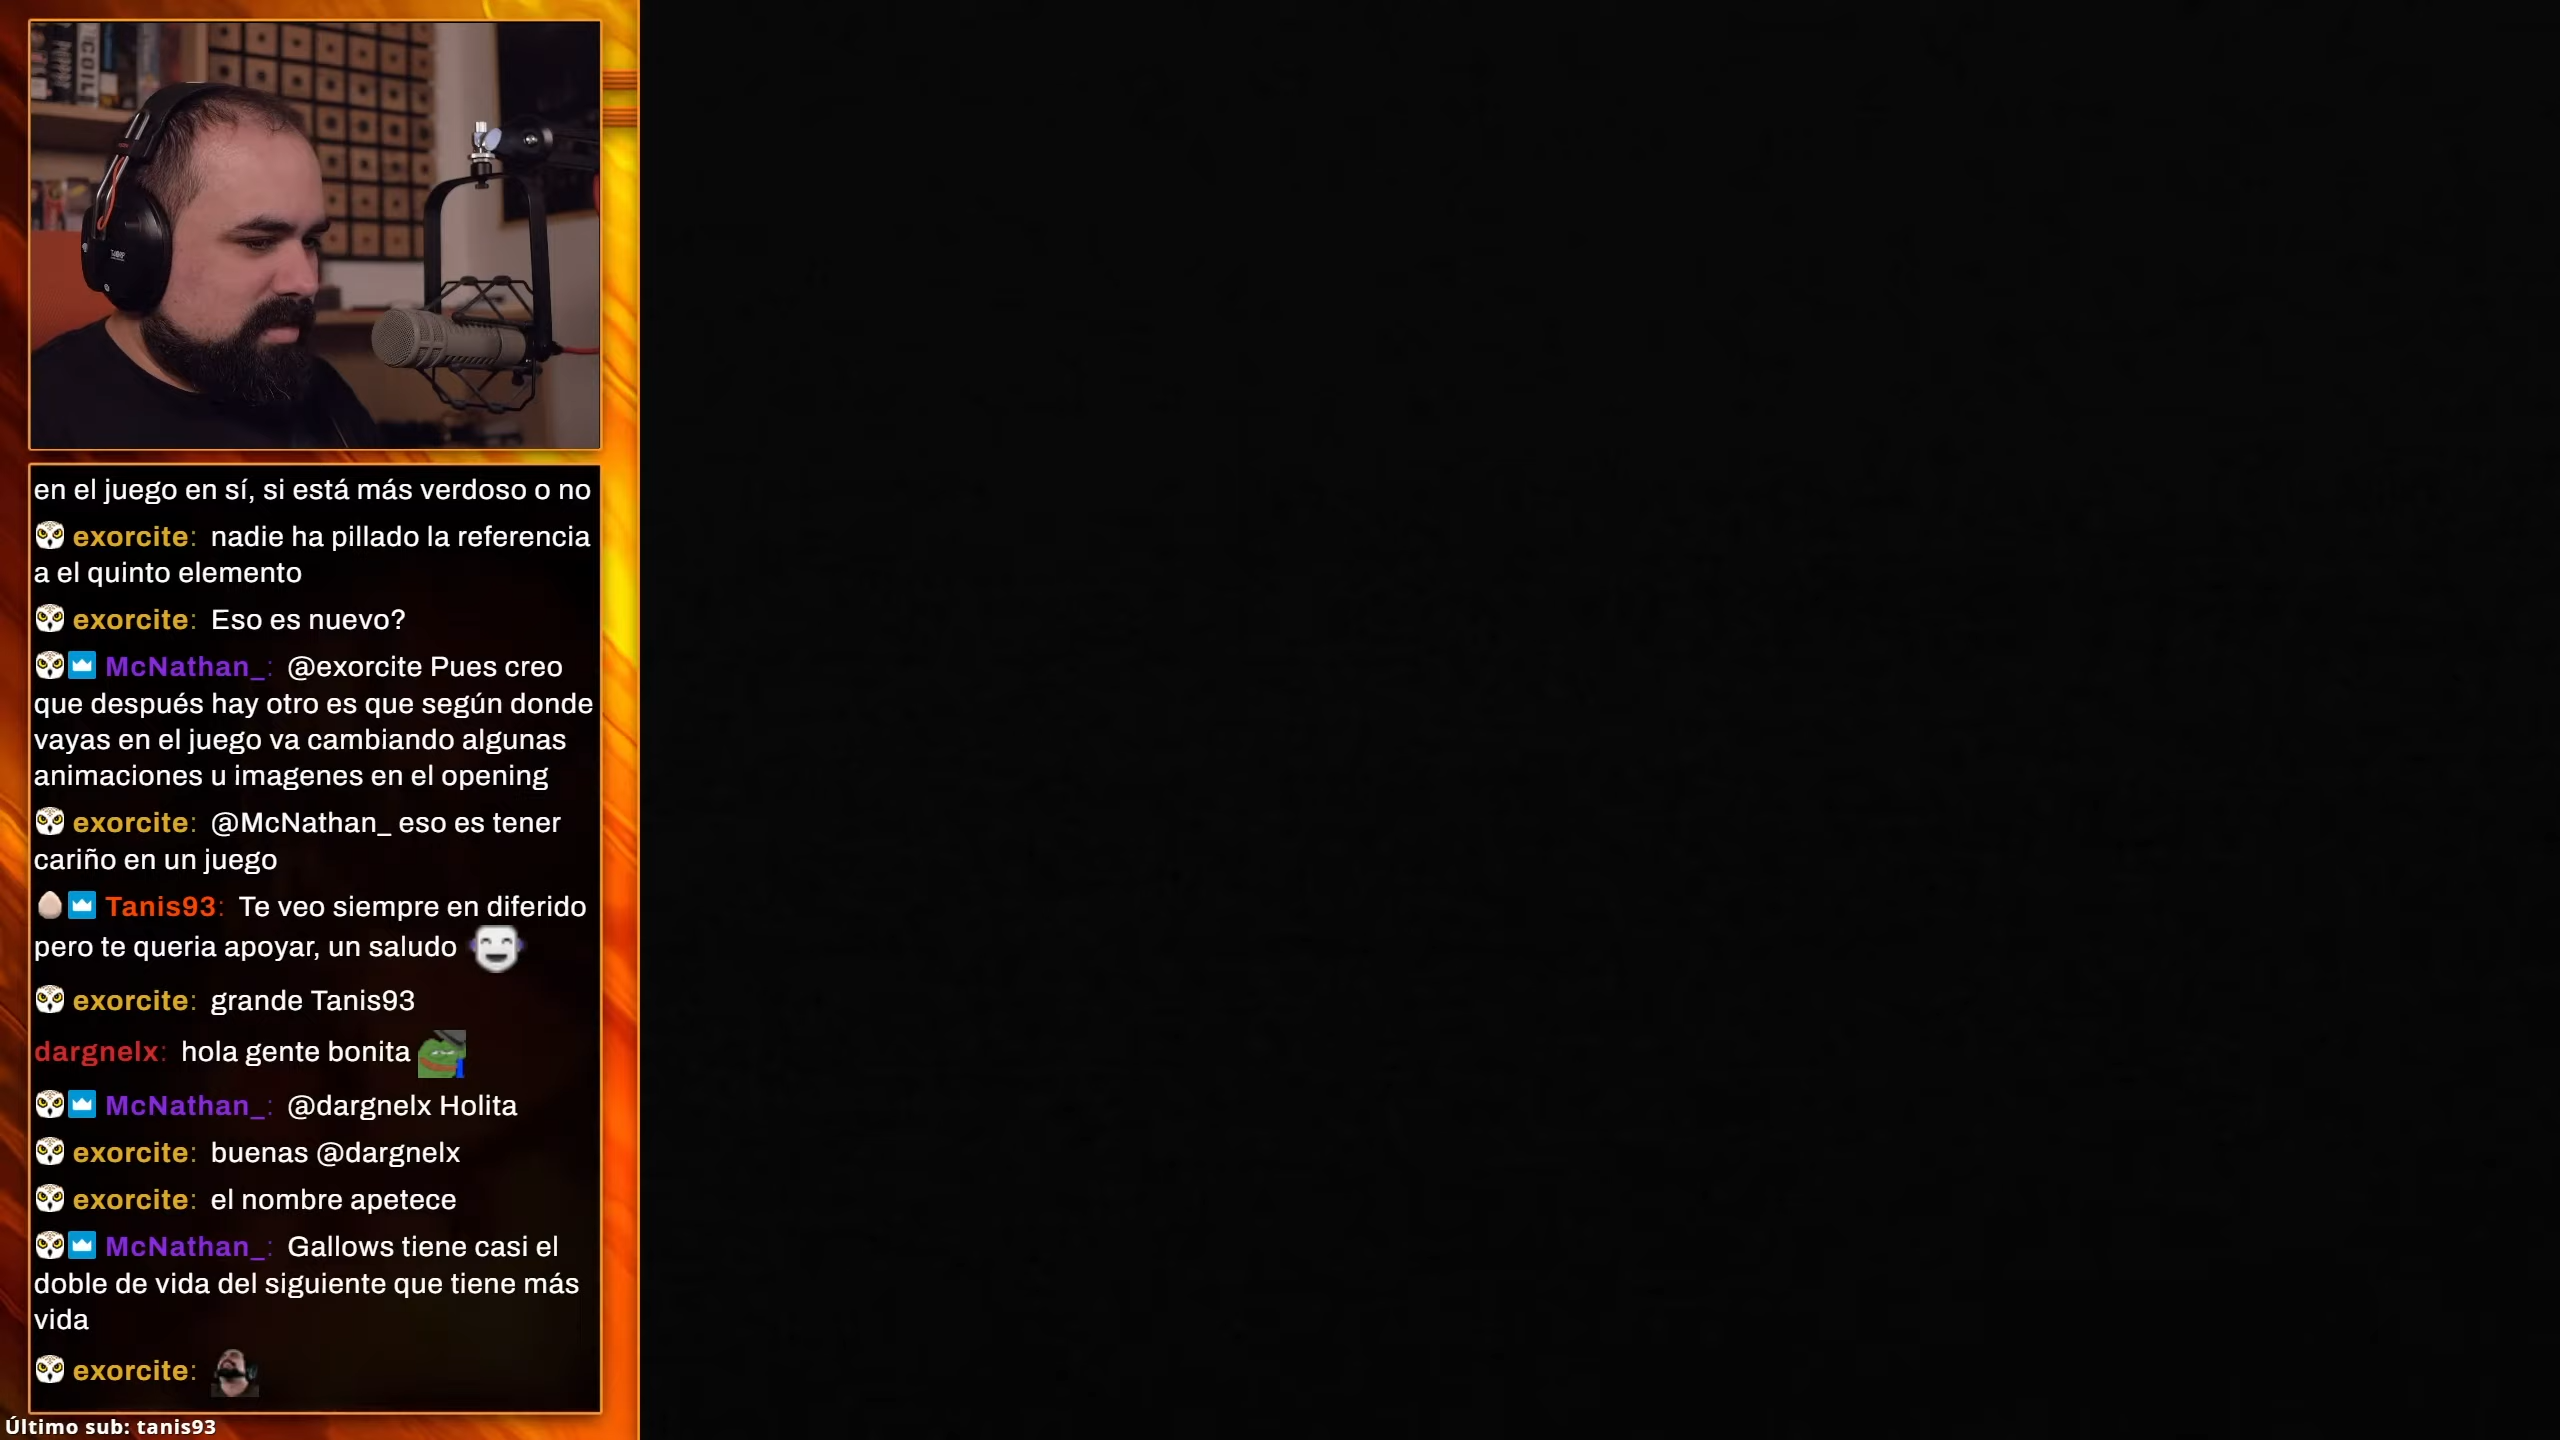 en el juego en sí, si está más verdoso o no
exorcite: nadie ha pillado la referencia
a el quinto elemento
exorcite: Eso es nuevo?
McNathan_: @exorcite Pues creo
que después hay otro es que según donde
vayas en el juego va cambiando algunas
animaciones u imagenes en el opening
exorcite: @McNathan_ eso es tener
cariño en un juego
Tanis93: Te veo siempre en diferido
pero te queria apoyar, un saludo
exorcite: grande Tanis93
dargnelx: hola gente bonita
McNathan_: @dargnelx Holita
exorcite: buenas @dargnelx
exorcite: el nombre apetece
McNathan_: Gallows tiene casi el
doble de vida del siguiente que tiene más
vida
exorcite:
Último sub: tanis93